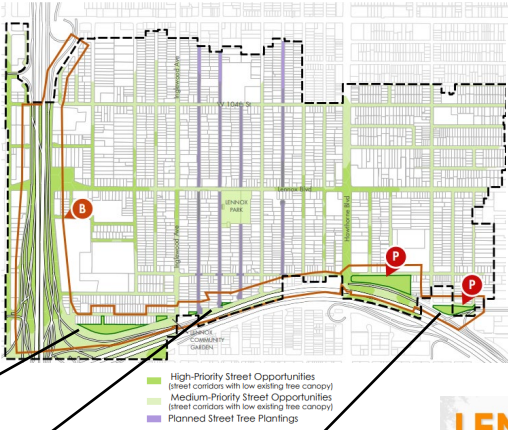 Inglewood Ave
W 104th St
B
Lennox Blvd
LENNOX
PARK
Hawthorne Blvd
Inglewood Ave
P
P
LENNOX
COMMUNITY
GARDEN
High-Priority Street Opportunities
(street corridors with low existing tree canopy)
Medium-Priority Street Opportunities
(street corridors with low existing tree canopy)
Planned Street Tree Plantings
LEN